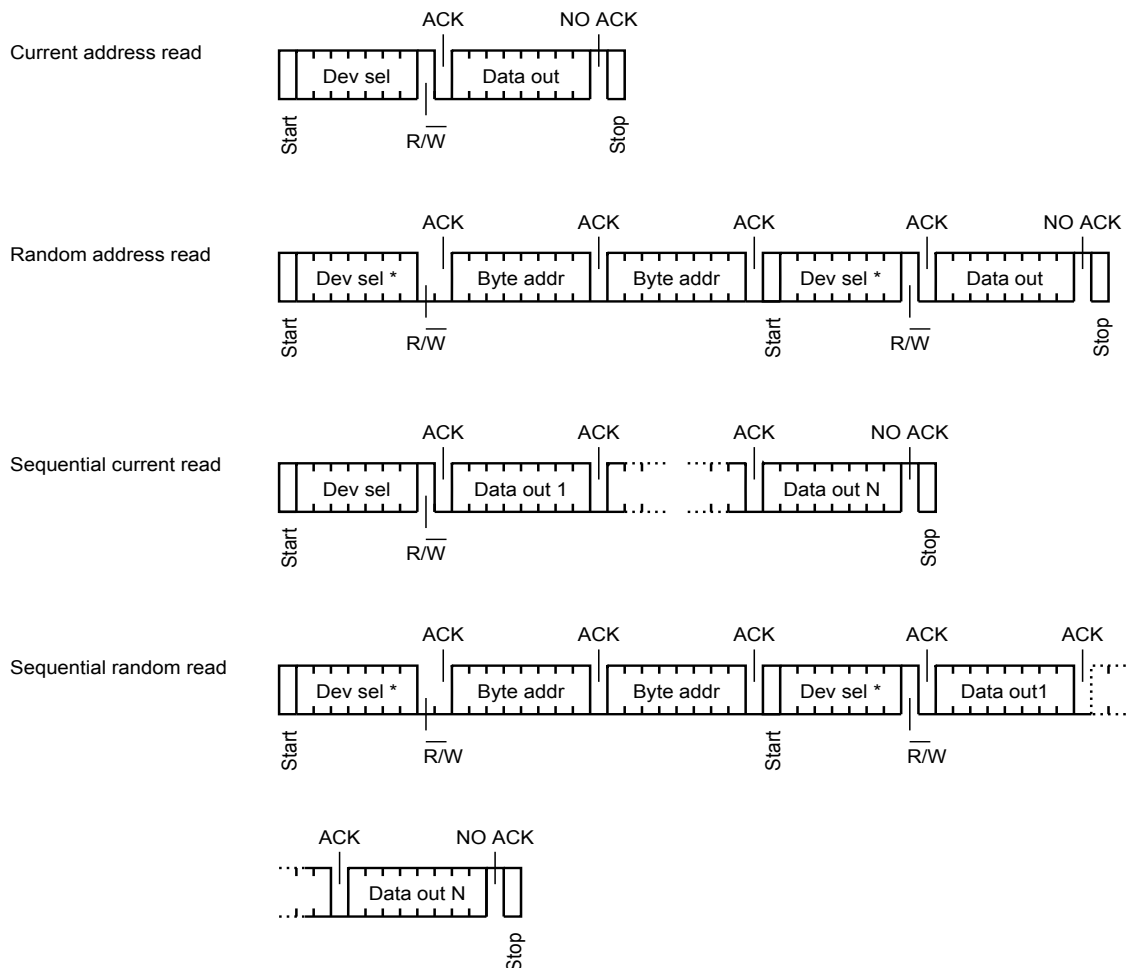 ACK NO ACK
Current address read
Dev sel Data out
Start R/W̅ Stop
ACK ACK ACK ACK NO ACK
Random address read
Dev sel * Byte addr Byte addr Dev sel * Data out
Start R/W̅ Start R/W̅ Stop
ACK ACK ACK NO ACK
Sequential current read
Dev sel Data out 1 Data out N
Start R/W̅ Stop
ACK ACK ACK ACK ACK
Sequential random read
Dev sel * Byte addr Byte addr Dev sel * Data out1
Start R̅/W Start R̅/W
ACK NO ACK
Data out N
Stop